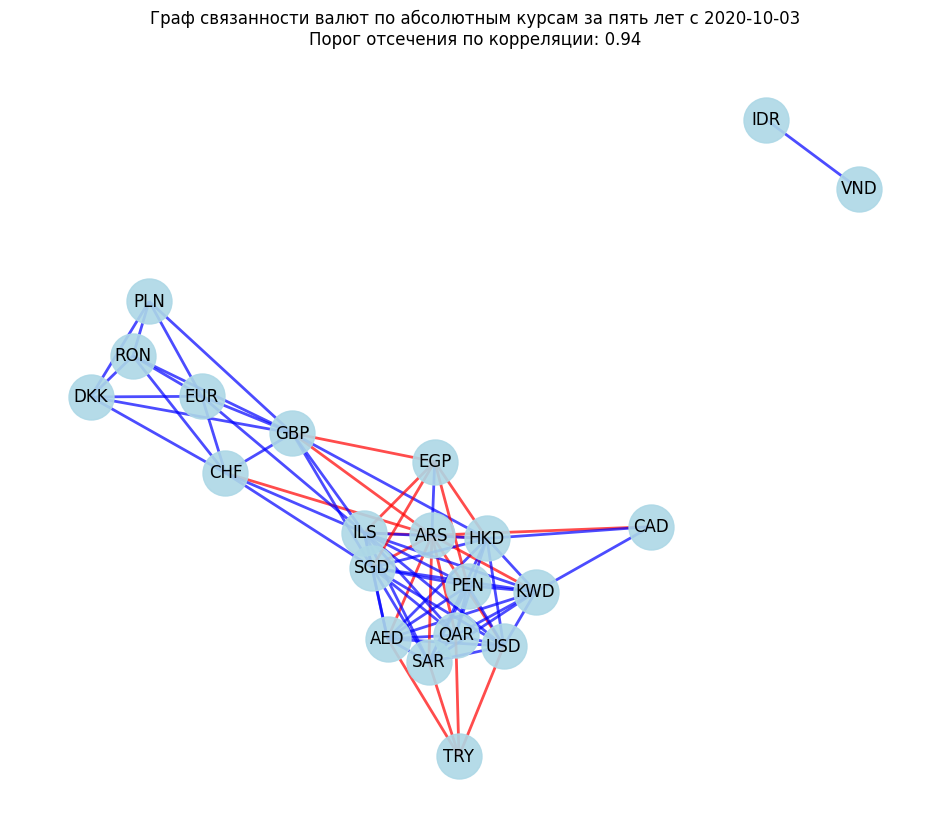 Граф связанности валют по абсолютным курсам за пять лет с 2020-10-03
Порог отсечения по корреляции: 0.94
IDR
VND
PLN
RON
DKK
EUR
GBP
CHF
EGP
ILS
ARS
HKD
CAD
SGD
PEN
KWD
AED
QAR
USD
SAR
TRY